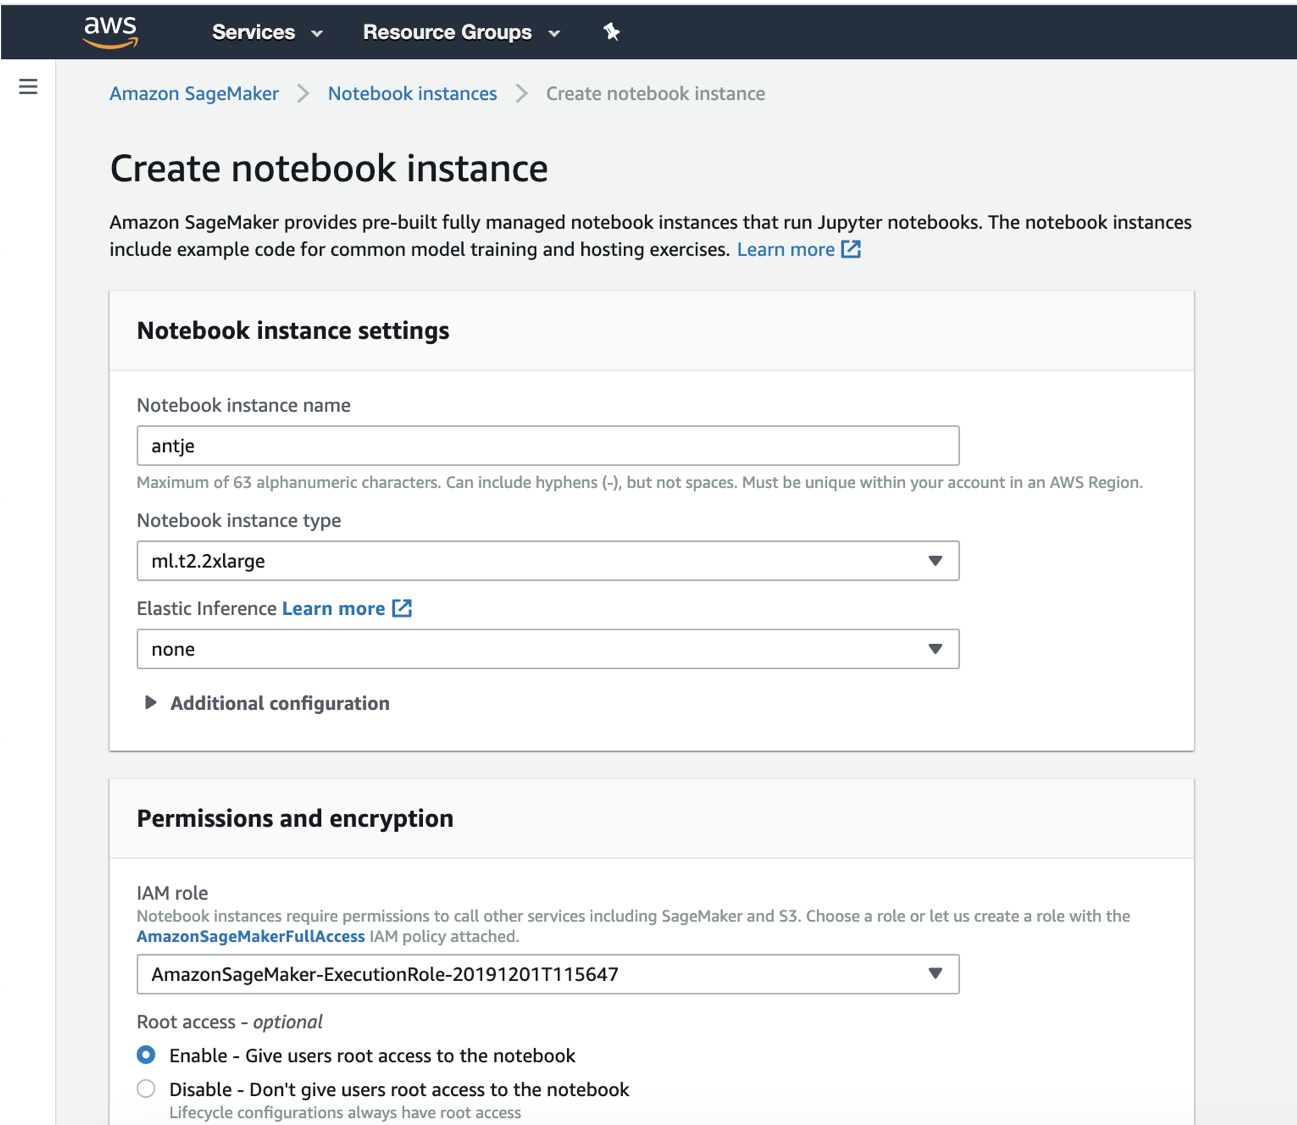 aws Services Resource Groups
Amazon SageMaker Notebook instances Create notebook instance
Create notebook instance
Amazon SageMaker provides pre-built fully managed notebook instances that run Jupyter notebooks. The notebook instances
include example code for common model training and hosting exercises. Learn more
Notebook instance settings
Notebook instance name
antje
Maximum of 63 alphanumeric characters. Can include hyphens (-), but not spaces. Must be unique within your account in an AWS Region.
Notebook instance type
ml.t2.2xlarge
Elastic Inference Learn more
none
Additional configuration
Permissions and encryption
IAM role
Notebook instances require permissions to call other services including SageMaker and S3. Choose a role or let us create a role with the
AmazonSageMakerFullAccess IAM policy attached.
AmazonSageMaker-ExecutionRole-20191201T115647
Root access - optional
Enable - Give users root access to the notebook
Disable - Don't give users root access to the notebook
Lifecycle configurations always have root access